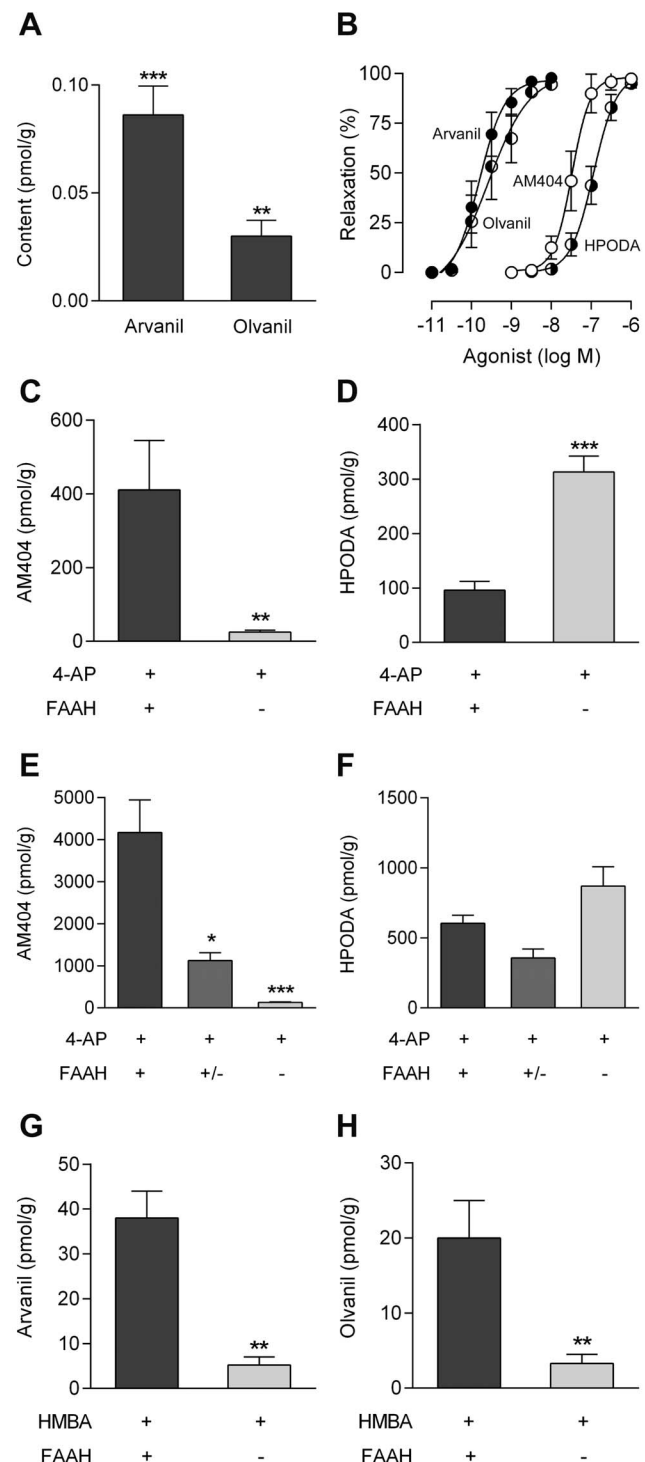 A
Content (pmol/g)
0.10
0.05
0.00
***
**
Arvanil Olvanil
B
Relaxation (%)
100
75
50
25
0
Arvanil
Olvanil
AM404
HPODA
-11 -10 -9 -8 -7 -6
Agonist (log M)
C
AM404 (pmol/g)
600
400
200
0
**
4-AP + +
FAAH + -
D
HPODA (pmol/g)
400
300
200
100
0
***
4-AP + +
FAAH + -
E
AM404 (pmol/g)
5000
4000
3000
2000
1000
0
*
***
4-AP + + +
FAAH + +/- -
F
HPODA (pmol/g)
1500
1000
500
0
4-AP + + +
FAAH + +/- -
G
Arvanil (pmol/g)
50
40
30
20
10
0
**
HMBA + +
FAAH + -
H
Olvanil (pmol/g)
30
20
10
0
**
HMBA + +
FAAH + -